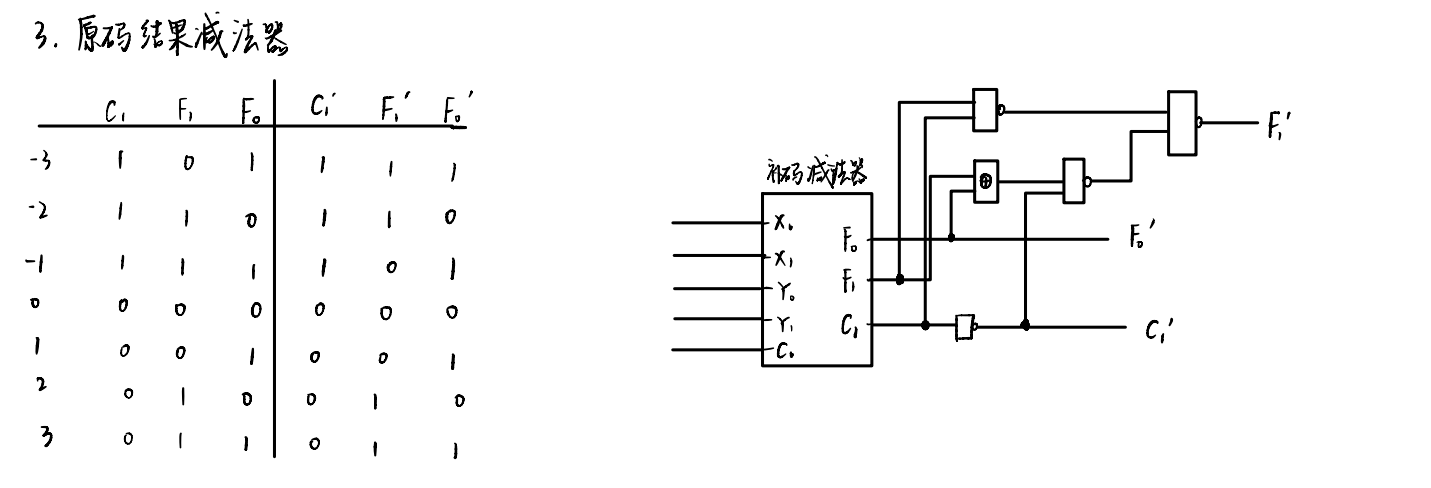 3. 原码结果减法器
C₁ F₁ F₀ C₁′ F₁′ F₀′
-3 1 0 1 1 1 1
-2 1 1 0 1 1 0
-1 1 1 1 1 0 1
0 0 0 0 0 0 0
1 0 0 1 0 0 1
2 0 1 0 0 1 0
3 0 1 1 0 1 1
补码减法器
X₀
X₁
Y₀
Y₁
C₀
F₀
F₁
C₁
⊕
F₁′
F₀′
C₁′